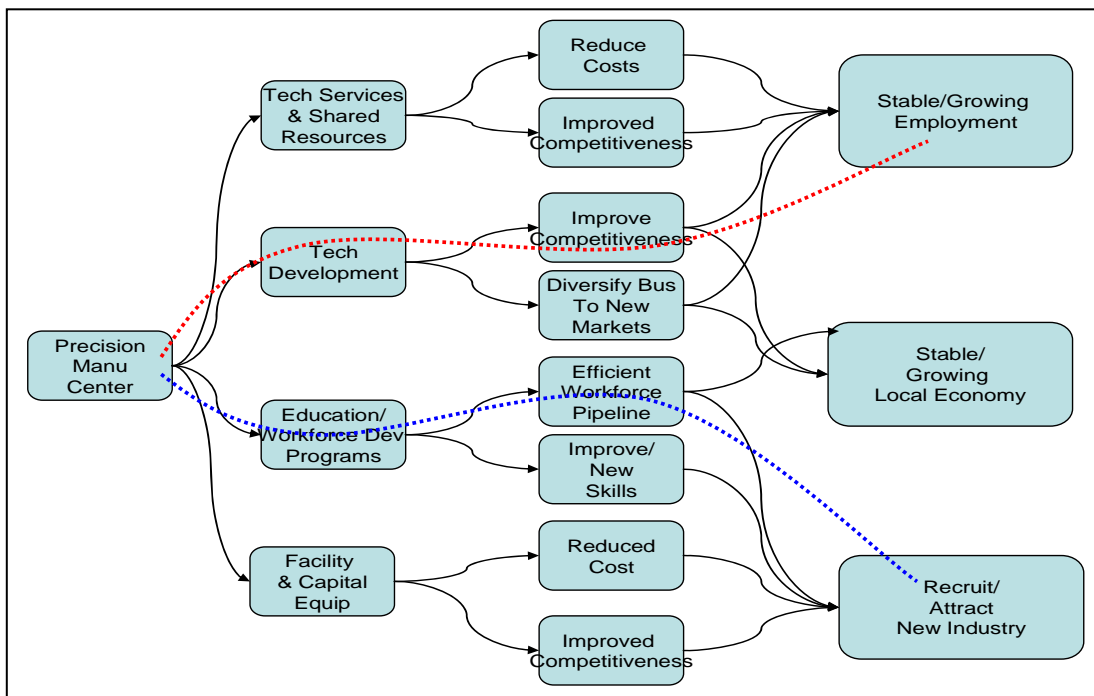 Precision
Manu
Center
Tech Services
& Shared
Resources
Tech
Development
Education/
Workforce Dev
Programs
Facility
& Capital
Equip
Reduce
Costs
Improved
Competitiveness
Improve
Competitiveness
Diversify Bus
To New
Markets
Efficient
Workforce
Pipeline
Improve/
New
Skills
Reduced
Cost
Improved
Competitiveness
Stable/Growing
Employment
Stable/
Growing
Local Economy
Recruit/
Attract
New Industry